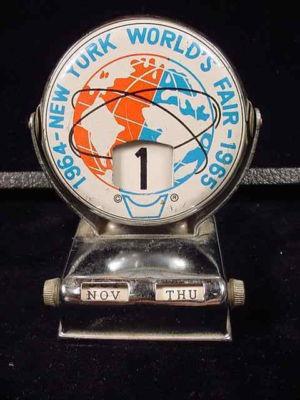 1964-NEW YORK WORLD'S FAIR-1965
1
© ®
NOV THU